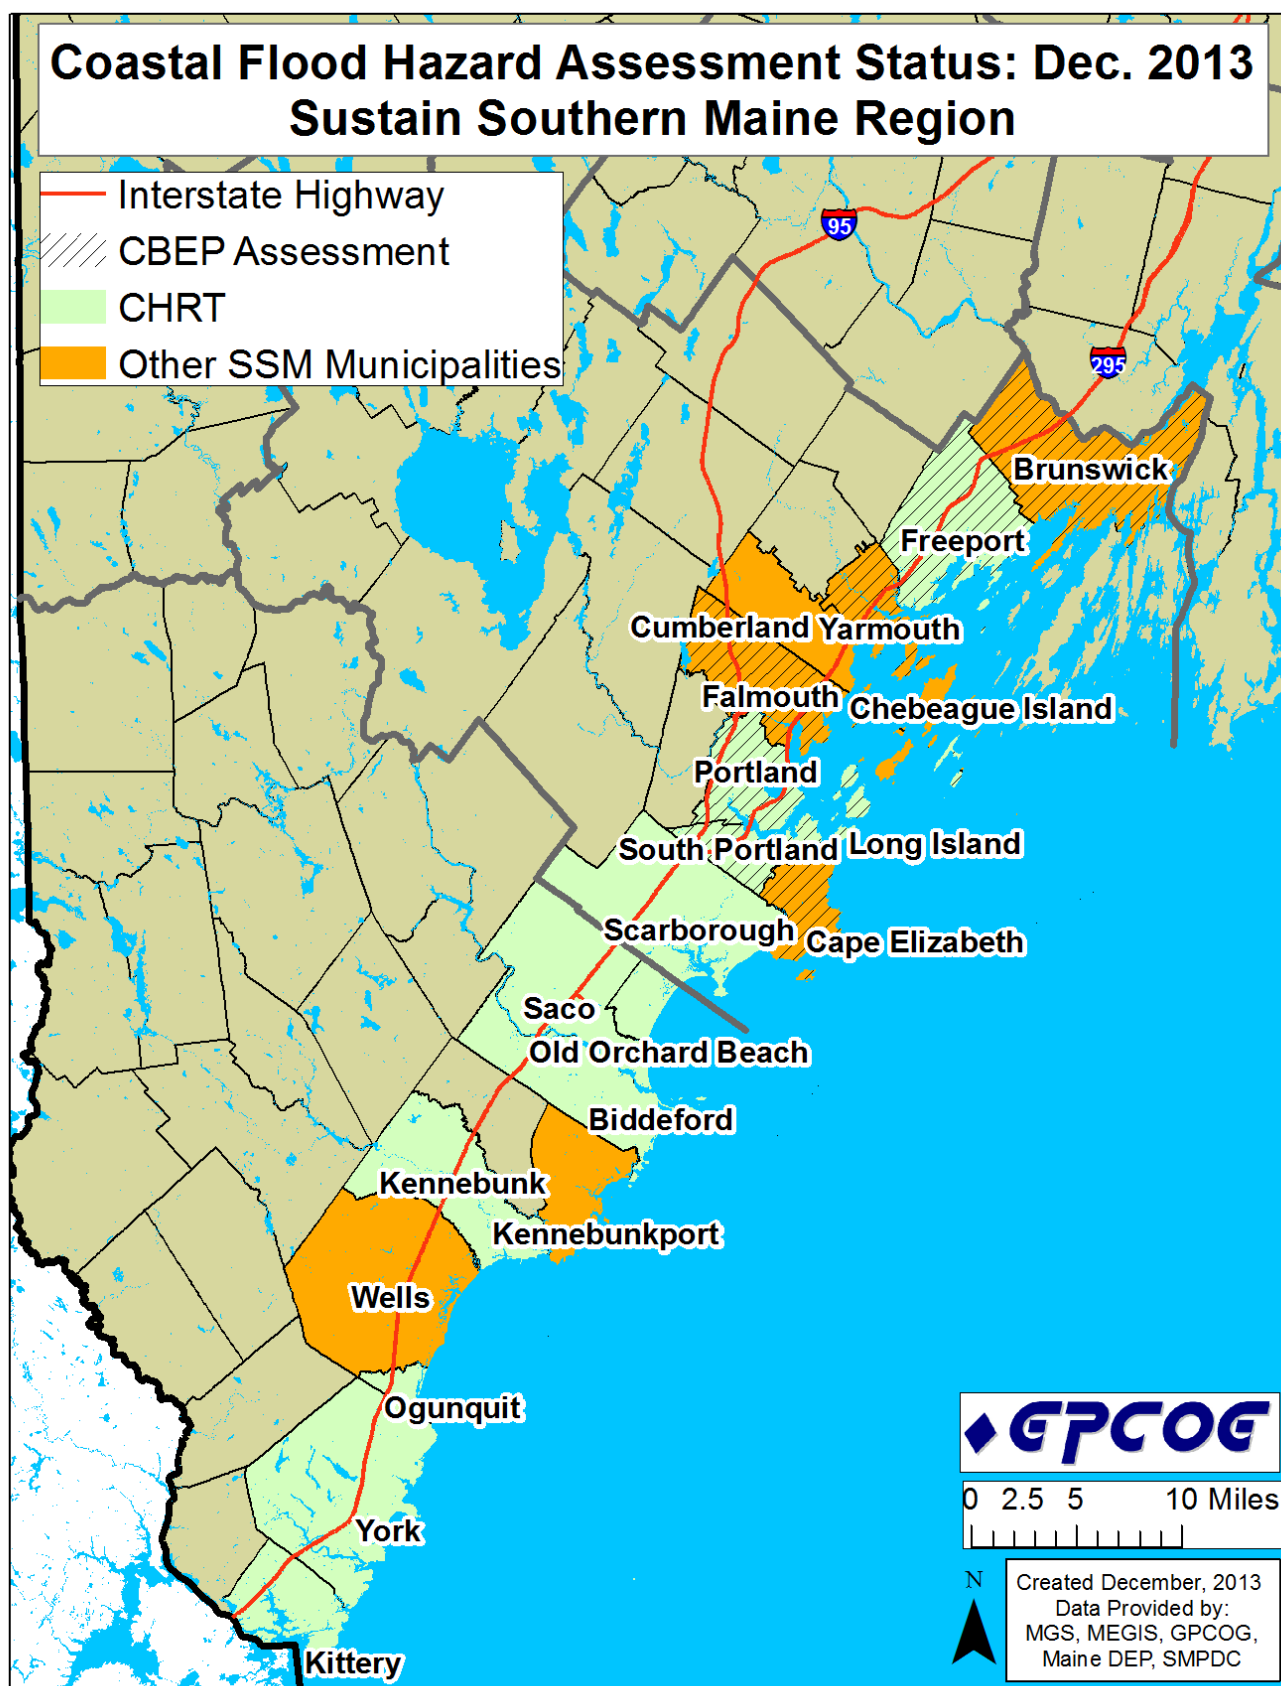 Coastal Flood Hazard Assessment Status: Dec. 2013
Sustain Southern Maine Region
Interstate Highway
CBEP Assessment
CHRT
Other SSM Municipalities
95
295
Brunswick
Freeport
Cumberland
Yarmouth
Falmouth
Chebeague Island
Portland
South Portland
Long Island
Scarborough
Cape Elizabeth
Saco
Old Orchard Beach
Biddeford
Kennebunk
Kennebunkport
Wells
Ogunquit
York
Kittery
GPCOG
0 2.5 5 10 Miles
N
Created December, 2013
Data Provided by:
MGS, MEGIS, GPCOG,
Maine DEP, SMPDC